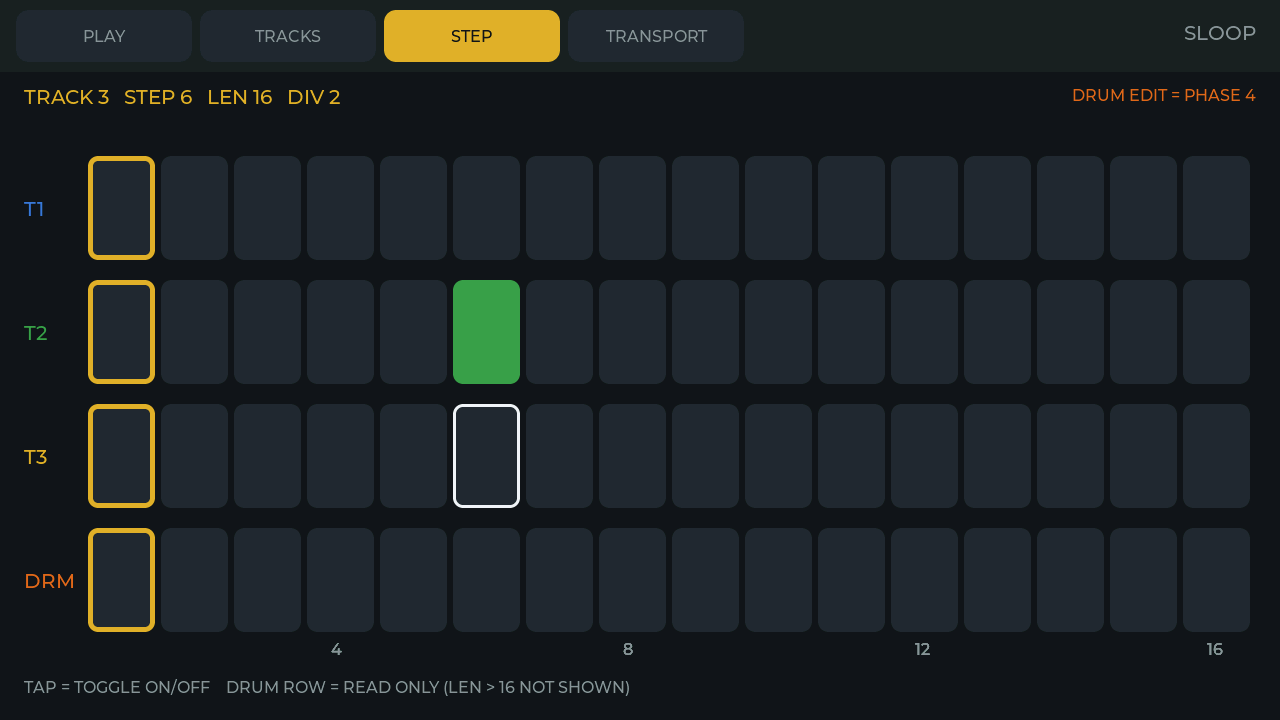 PLAY TRACKS STEP TRANSPORT SLOOP
TRACK 3 STEP 6 LEN 16 DIV 2 DRUM EDIT = PHASE 4
T1
T2
T3
DRM
4 8 12 16
TAP = TOGGLE ON/OFF DRUM ROW = READ ONLY (LEN > 16 NOT SHOWN)